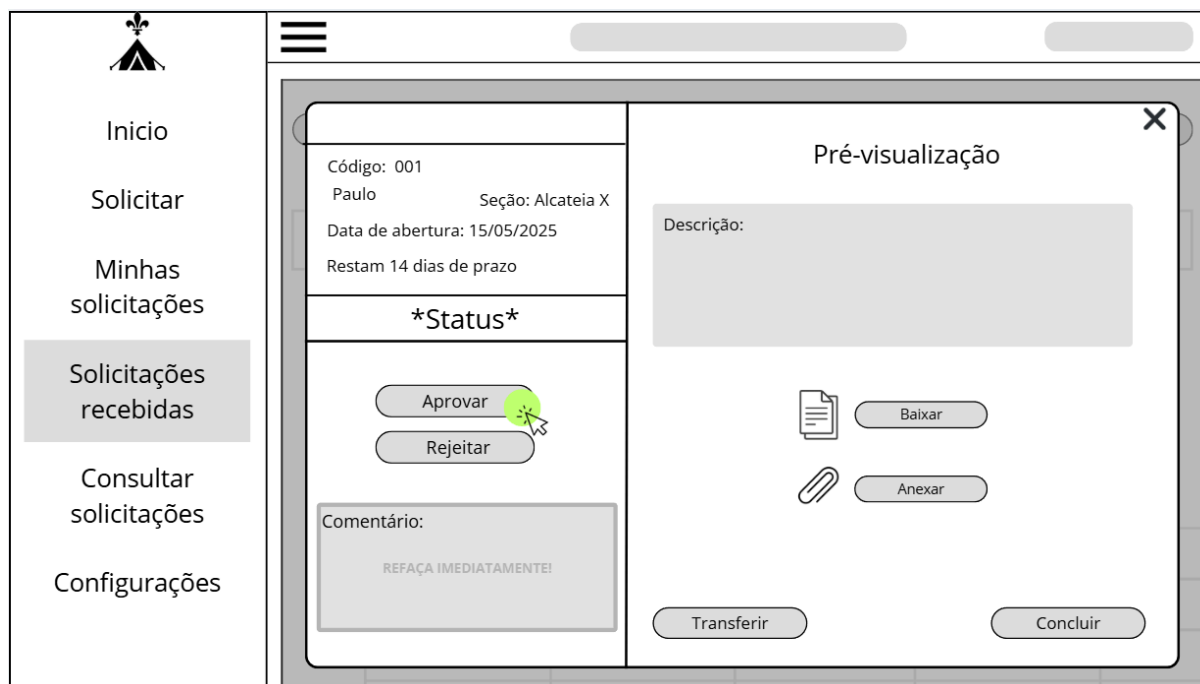 Inicio
Solicitar
Minhas
solicitações
Solicitações
recebidas
Consultar
solicitações
Configurações
Código: 001
Paulo
Seção: Alcateia X
Data de abertura: 15/05/2025
Restam 14 dias de prazo
*Status*
Aprovar
Rejeitar
Comentário:
REFAÇA IMEDIATAMENTE!
Pré-visualização
Descrição:
Baixar
Anexar
Transferir
Concluir